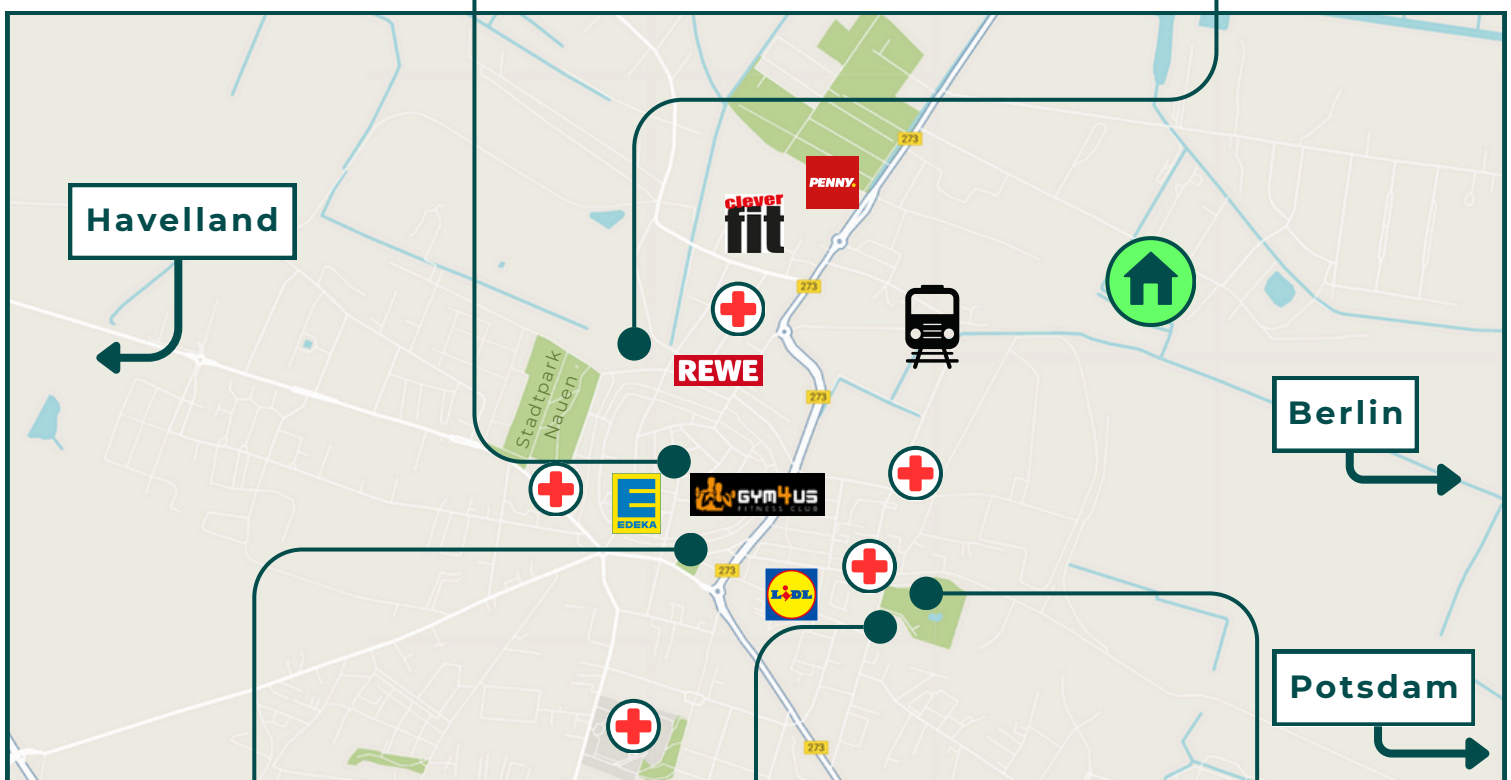 273
PENNY.
Havelland
clever
fit
273
REWE
Stadtpark
Nauen
273
Berlin
E
EDEKA
GYM4US
FITNESS CLUB
273
LIDL
Potsdam
273